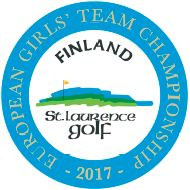 EUROPEAN GIRLS' TEAM CHAMPIONSHIP
FINLAND
St. Laurence
golf
- 2017 -